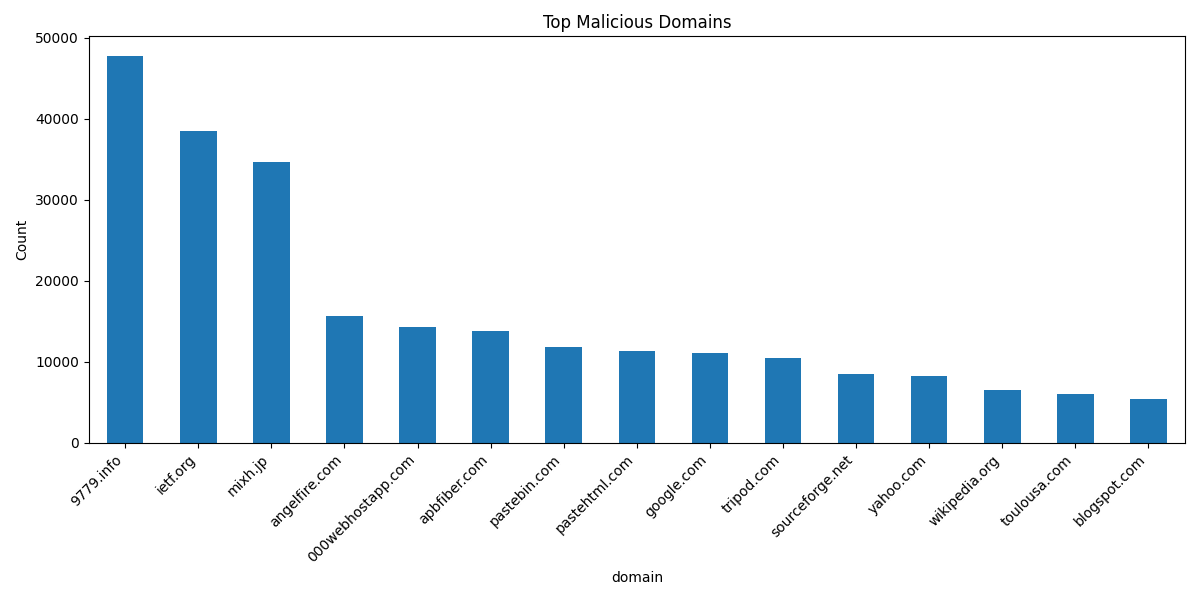 Top Malicious Domains
Count
50000
40000
30000
20000
10000
0
9779.info
ietf.org
mixh.jp
angelfire.com
000webhostapp.com
apbfiber.com
pastebin.com
pastehtml.com
google.com
tripod.com
sourceforge.net
yahoo.com
wikipedia.org
toulousa.com
blogspot.com
domain